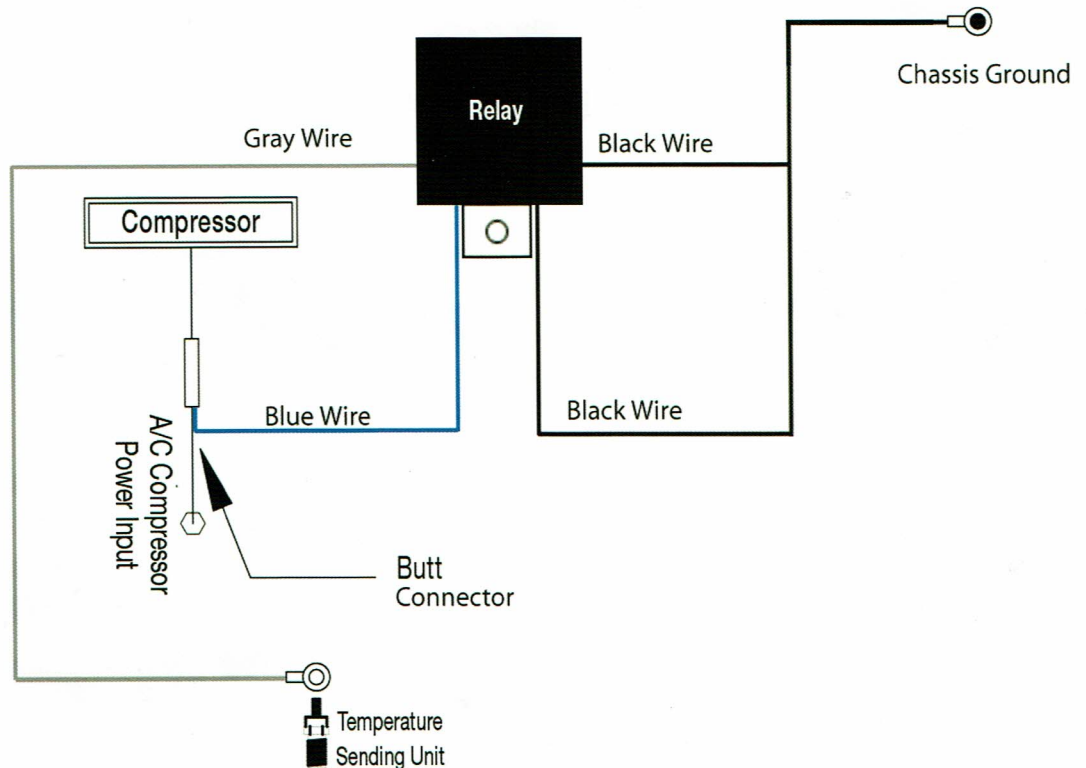 Relay
Chassis Ground
Gray Wire
Black Wire
Compressor
Blue Wire
Black Wire
A/C Compressor
Power Input
Butt
Connector
Temperature
Sending Unit